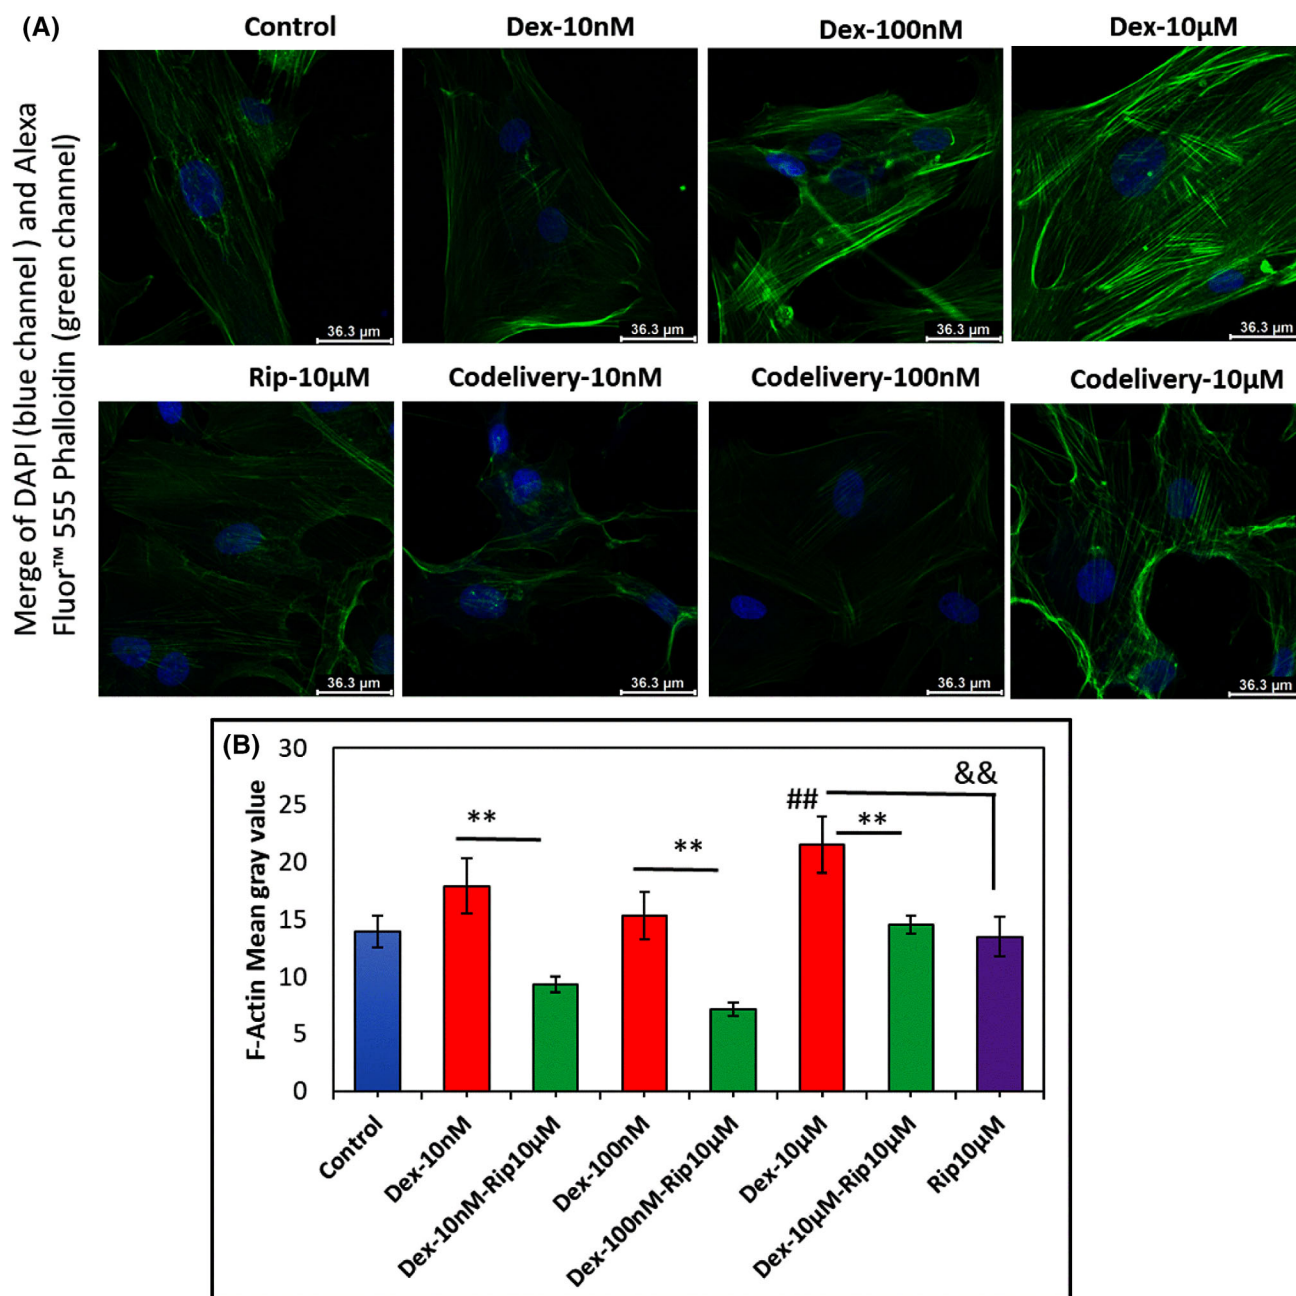 (A)
Control
Dex-10nM
Dex-100nM
Dex-10µM
Merge of DAPI (blue channel ) and Alexa
Fluor™ 555 Phalloidin (green channel)
36.3 µm
36.3 µm
36.3 µm
36.3 µm
Rip-10µM
Codelivery-10nM
Codelivery-100nM
Codelivery-10µM
36.3 µm
36.3 µm
36.3 µm
36.3 µm
(B)
F-Actin Mean gray value
30
25
20
15
10
5
0
**
**
##
**
&&
Control
Dex-10nM
Dex-10nM-Rip10µM
Dex-100nM
Dex-100nM-Rip10µM
Dex-10µM
Dex-10µM-Rip10µM
Rip10µM